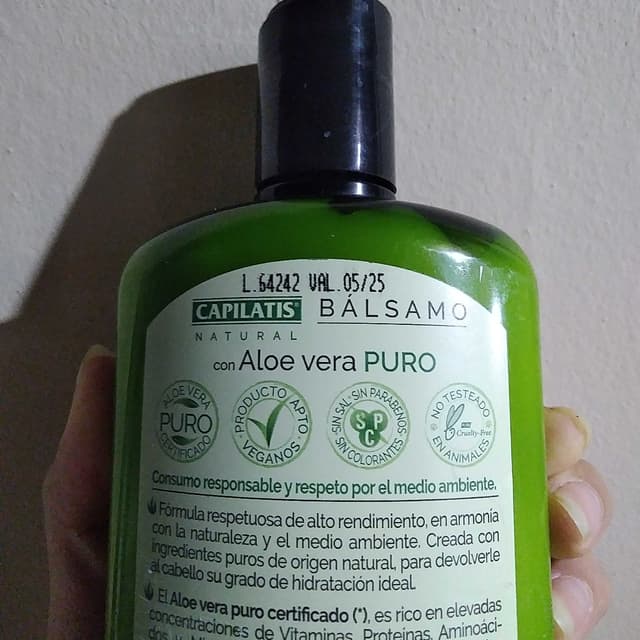 L.64242 VAL.05/25
CAPILATIS® BÁLSAMO
NATURAL
con Aloe vera PURO
ALOE VERA PURO CERTIFICADO
PRODUCTO APTO VEGANOS
SIN SAL·SIN PARABENOS SIN COLORANTES SPC
NO TESTEADO EN ANIMALES Cruelty-Free
Consumo responsable y respeto por el medio ambiente.
Fórmula respetuosa de alto rendimiento, en armonía
con la naturaleza y el medio ambiente. Creada con
ingredientes puros de origen natural, para devolverle
al cabello su grado de hidratación ideal.
El Aloe vera puro certificado (*), es rico en elevadas
concentraciones de Vitaminas, Proteínas, Aminoáci-